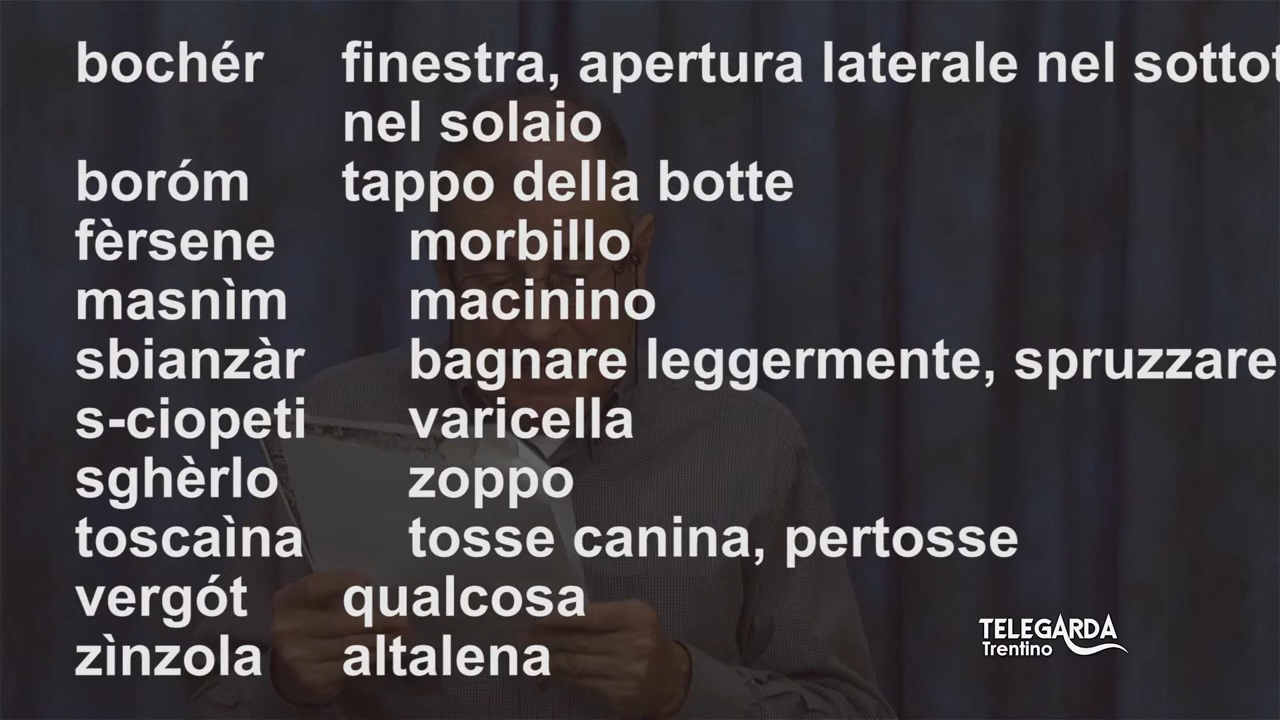 bochér finestra, apertura laterale nel
nel solaio
boróm tappo della botte
fèrsene morbillo
masnìm macinino
sbianzàr bagnare leggermente, spruzzare
s-ciopeti varicella
sghèrlo zoppo
toscaìna tosse canina, pertosse
vergót qualcosa
zìnzola altalena
TELEGARDA
Trentino